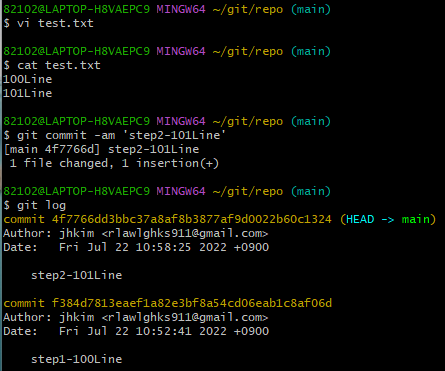 82102@LAPTOP-H8VAEPC9 MINGW64 ~/git/repo (main)
$ vi test.txt
82102@LAPTOP-H8VAEPC9 MINGW64 ~/git/repo (main)
$ cat test.txt
100Line
101Line
82102@LAPTOP-H8VAEPC9 MINGW64 ~/git/repo (main)
$ git commit -am 'step2-101Line'
[main 4f7766d] step2-101Line
 1 file changed, 1 insertion(+)
82102@LAPTOP-H8VAEPC9 MINGW64 ~/git/repo (main)
$ git log
commit 4f7766dd3bbc37a8af8b3877af9d0022b60c1324 (HEAD -> main)
Author: jhkim <rlawlghks911@gmail.com>
Date:   Fri Jul 22 10:58:25 2022 +0900
    step2-101Line
commit f384d7813eaef1a82e3bf8a54cd06eab1c8af06d
Author: jhkim <rlawlghks911@gmail.com>
Date:   Fri Jul 22 10:52:41 2022 +0900
    step1-100Line